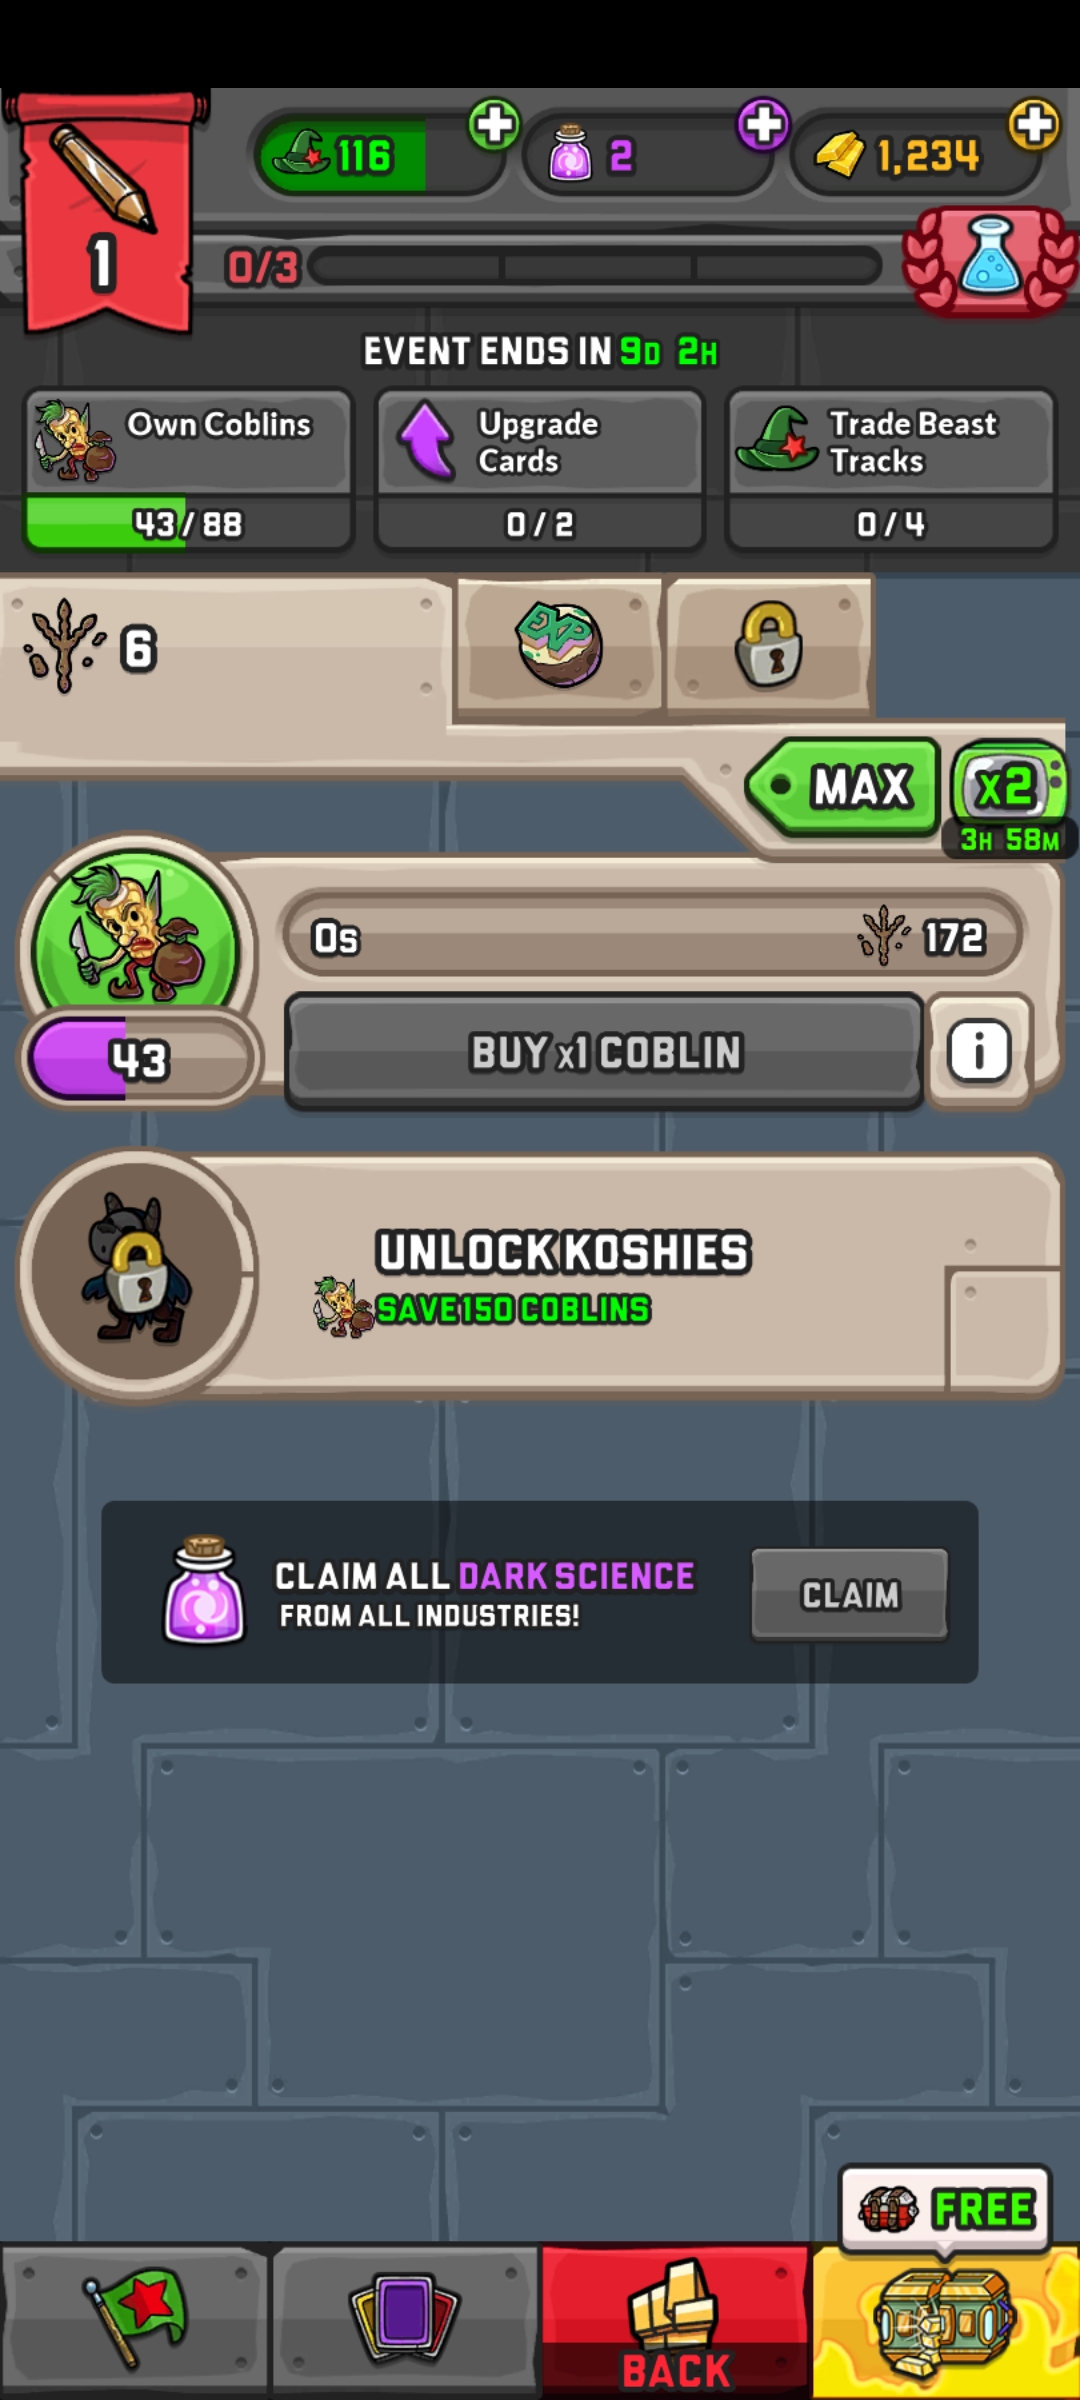 116
2
1,234
1
0/3
EVENT ENDS IN 9D 2H
Own Coblins
43/88
Upgrade
Cards
0/2
Trade Beast
Tracks
0/4
6
EXP
MAX
x2
3H 58M
0s
172
43
BUY x1 COBLIN
i
UNLOCK KOSHIES
SAVE 150 COBLINS
CLAIM ALL DARK SCIENCE
FROM ALL INDUSTRIES!
CLAIM
FREE
BACK